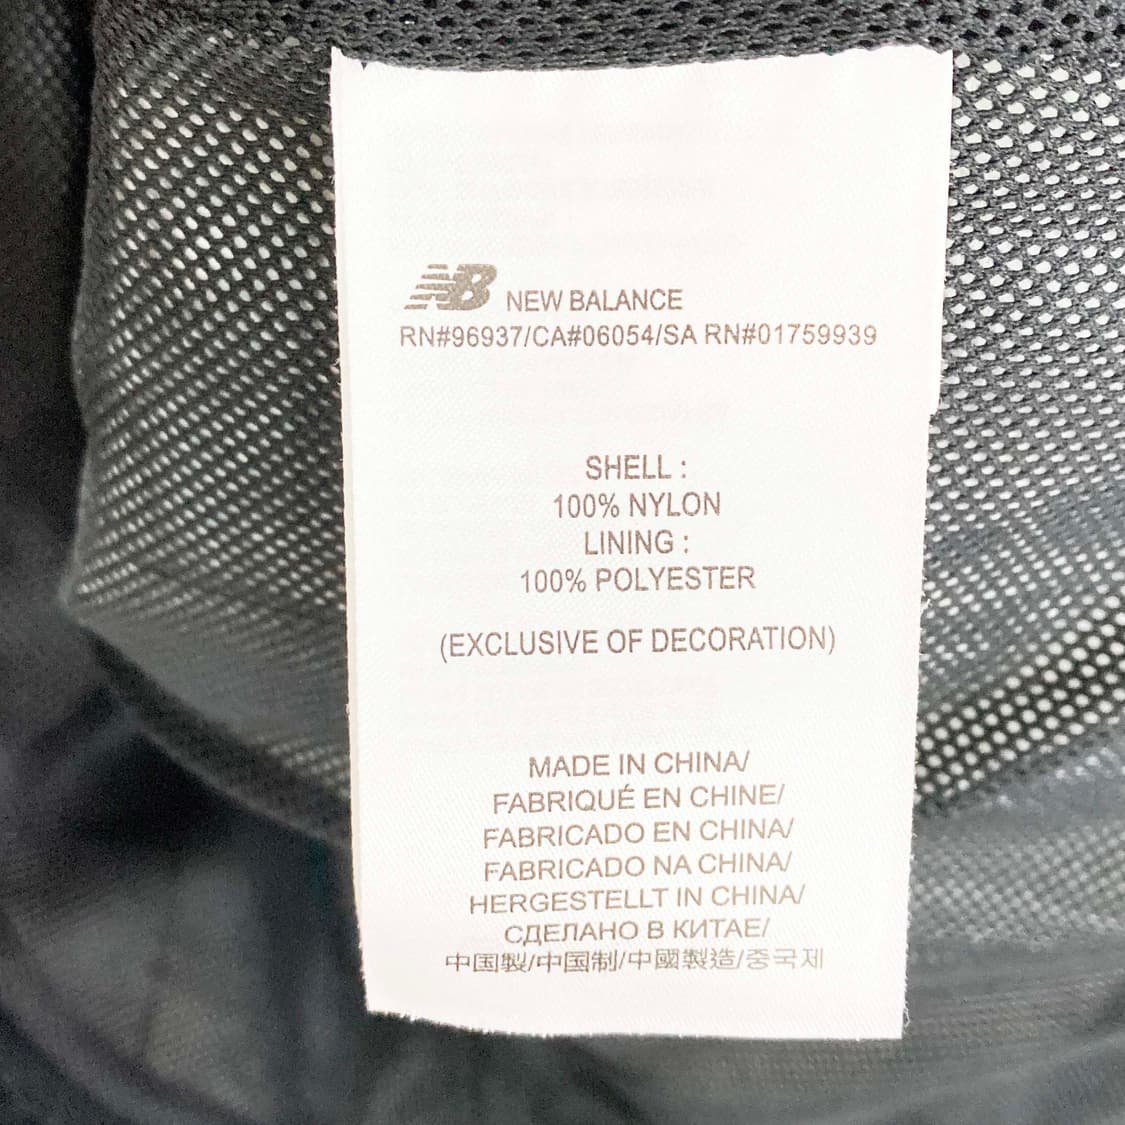 NB NEW BALANCE
RN#96937/CA#06054/SA RN#01759939
SHELL :
100% NYLON
LINING :
100% POLYESTER
(EXCLUSIVE OF DECORATION)
MADE IN CHINA/
FABRIQUÉ EN CHINE/
FABRICADO EN CHINA/
FABRICADO NA CHINA/
HERGESTELLT IN CHINA/
СДЕЛАНО В КИТАЕ/
中国製/中国制/中國製造/중국제